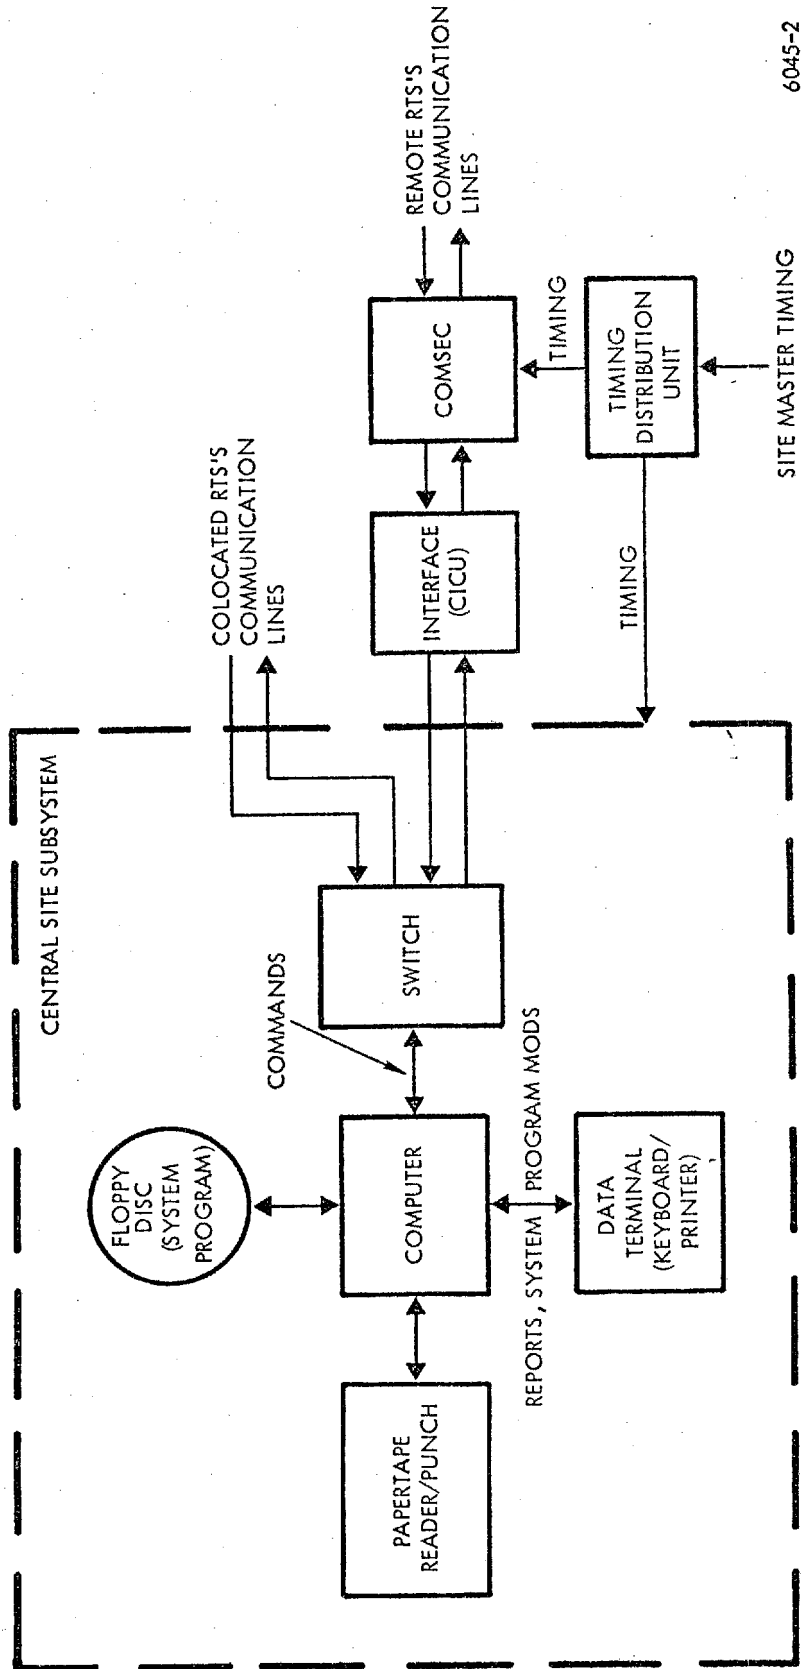 CENTRAL SITE SUBSYSTEM
FLOPPY
DISC
(SYSTEM
PROGRAM)
COMMANDS
COLOCATED RTS'S
COMMUNICATION
LINES
PAPERTAPE
READER/PUNCH
COMPUTER
SWITCH
INTERFACE
(CICU)
COMSEC
REMOTE RTS'S
COMMUNICATION
LINES
REPORTS, SYSTEM PROGRAM MODS
TIMING
TIMING
DATA
TERMINAL
(KEYBOARD/
PRINTER)
TIMING
DISTRIBUTION
UNIT
SITE MASTER TIMING
6045-2